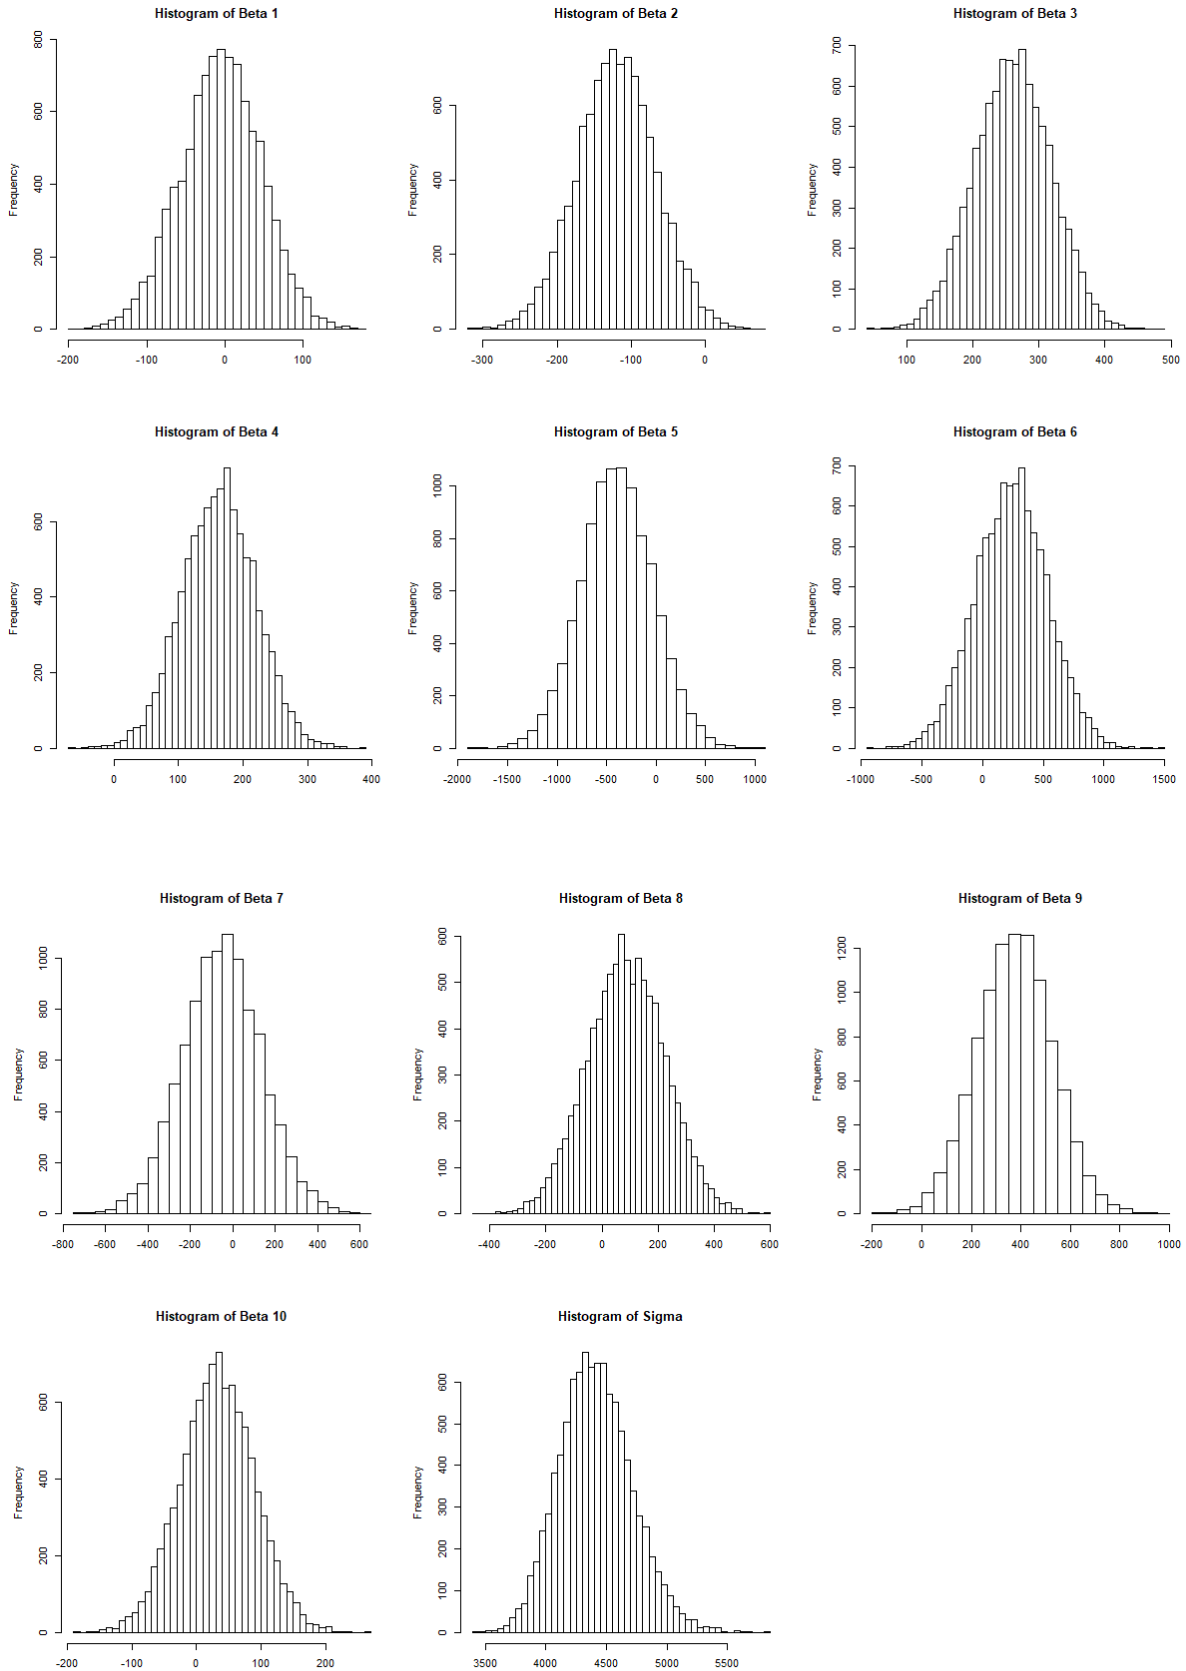 Histogram of Beta 1
Frequency
0 200 400 600 800
-200 -100 0 100
Histogram of Beta 2
0 200 400 600
-300 -200 -100 0
Histogram of Beta 3
Frequency
0 100 200 300 400 500 600 700
100 200 300 400 500
Histogram of Beta 4
Frequency
0 200 400 600
0 100 200 300 400
Histogram of Beta 5
0 200 400 600 800 1000
-2000 -1500 -1000 -500 0 500 1000
Histogram of Beta 6
Frequency
0 100 200 300 400 500 600 700
-1000 -500 0 500 1000 1500
Histogram of Beta 7
Frequency
0 200 400 600 800 1000
-800 -600 -400 -200 0 200 400 600
Histogram of Beta 8
0 100 200 300 400 500 600
-400 -200 0 200 400 600
Histogram of Beta 9
Frequency
0 200 400 600 800 1000 1200
-200 0 200 400 600 800 1000
Histogram of Beta 10
Frequency
0 200 400 600
-200 -100 0 100 200
Histogram of Sigma
0 100 200 300 400 500 600
3500 4000 4500 5000 5500